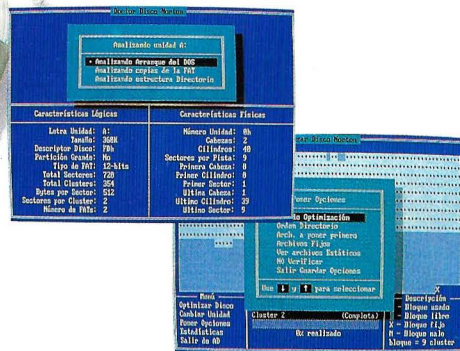 Doctor Disco Norton
Analizando unidad A:
• Analizando Arranque del DOS
Analizando copias de la FAT
Analizando estructura Directorio
Características Lógicas
Letra Unidad: A:
Tamaño: 360K
Descriptor Disco: FDh
Partición Grande: No
Tipo de FAT: 12-bits
Total Sectores: 720
Total Clusters: 354
Bytes por Sector: 512
Sectores por Cluster: 2
Número de FATs: 2
Características Físicas
Número Unidad: 0h
Cabezas: 2
Cilindros: 40
Sectores por Pista: 9
Primera Cabeza: 0
Primer Cilindro: 0
Primer Sector: 1
Ultima Cabeza: 1
Ultimo Cilindro: 39
Ultimo Sector: 9
zar Disco Norton
Poner Opciones
do Optimización
Orden Directorio
Arch. a poner primero
Archivos Fijos
Ver archivos Estáticos
NO Verificar
Salir Guardar Opciones
Use ↓ y ↑ para seleccionar
Menú
Optimizar Disco
Cambiar Unidad
Poner Opciones
Estadísticas
Salir de AD
Cluster 2 (Completa)
0% realizado
Descripción
- Bloque usado
- Bloque libre
X - Bloque fijo
M - Bloque malo
bloque = 9 cluster